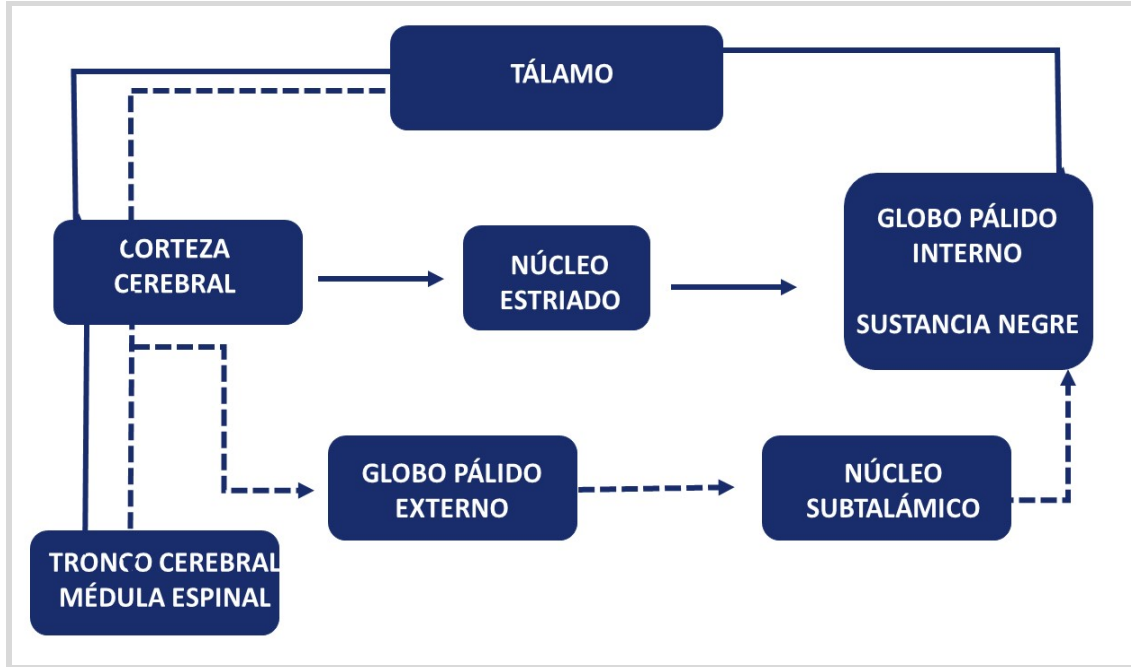 TÁLAMO
CORTEZA
CEREBRAL
NÚCLEO
ESTRIADO
GLOBO PÁLIDO
INTERNO
SUSTANCIA NEGRE
GLOBO PÁLIDO
EXTERNO
NÚCLEO
SUBTALÁMICO
TRONCO CEREBRAL
MÉDULA ESPINAL